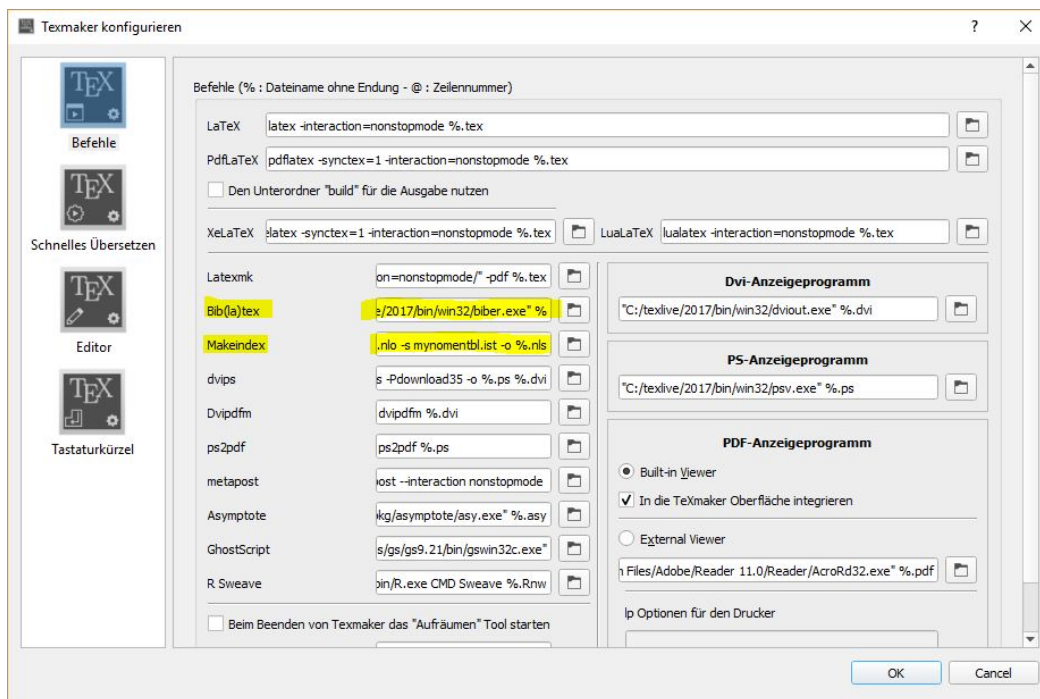 Texmaker konfigurieren
TEX
Befehle
TEX
Schnelles Übersetzen
TEX
Editor
TEX
Tastaturkürzel
Befehle (% : Dateiname ohne Endung - @ : Zeilennummer)
LaTeX latex -interaction=nonstopmode %.tex
PdfLaTeX pdflatex -synctex=1 -interaction=nonstopmode %.tex
Den Unterordner "build" für die Ausgabe nutzen
XeLaTeX elatex -synctex=1 -interaction=nonstopmode %.tex LuaLaTeX lualatex -interaction=nonstopmode %.tex
Latexmk on=nonstopmode/" -pdf %.tex
Bib(la)tex e/2017/bin/win32/biber.exe" %
Makeindex .nlo -s mynomentbl.ist -o %.nls
dvips s -Pdownload35 -o %.ps %.dvi
Dvipdfm dvipdfm %.dvi
ps2pdf ps2pdf %.ps
metapost post --interaction nonstopmode
Asymptote kg/asymptote/asy.exe" %.asy
GhostScript s/gs/gs9.21/bin/gswin32c.exe"
R Sweave bin/R.exe CMD Sweave %.Rnw
Beim Beenden von Texmaker das "Aufräumen" Tool starten
Dvi-Anzeigeprogramm
"C:/texlive/2017/bin/win32/dviout.exe" %.dvi
PS-Anzeigeprogramm
"C:/texlive/2017/bin/win32/psv.exe" %.ps
PDF-Anzeigeprogramm
Built-in Viewer
In die TeXmaker Oberfläche integrieren
External Viewer
n Files/Adobe/Reader 11.0/Reader/AcroRd32.exe" %.pdf
lp Optionen für den Drucker
OK Cancel